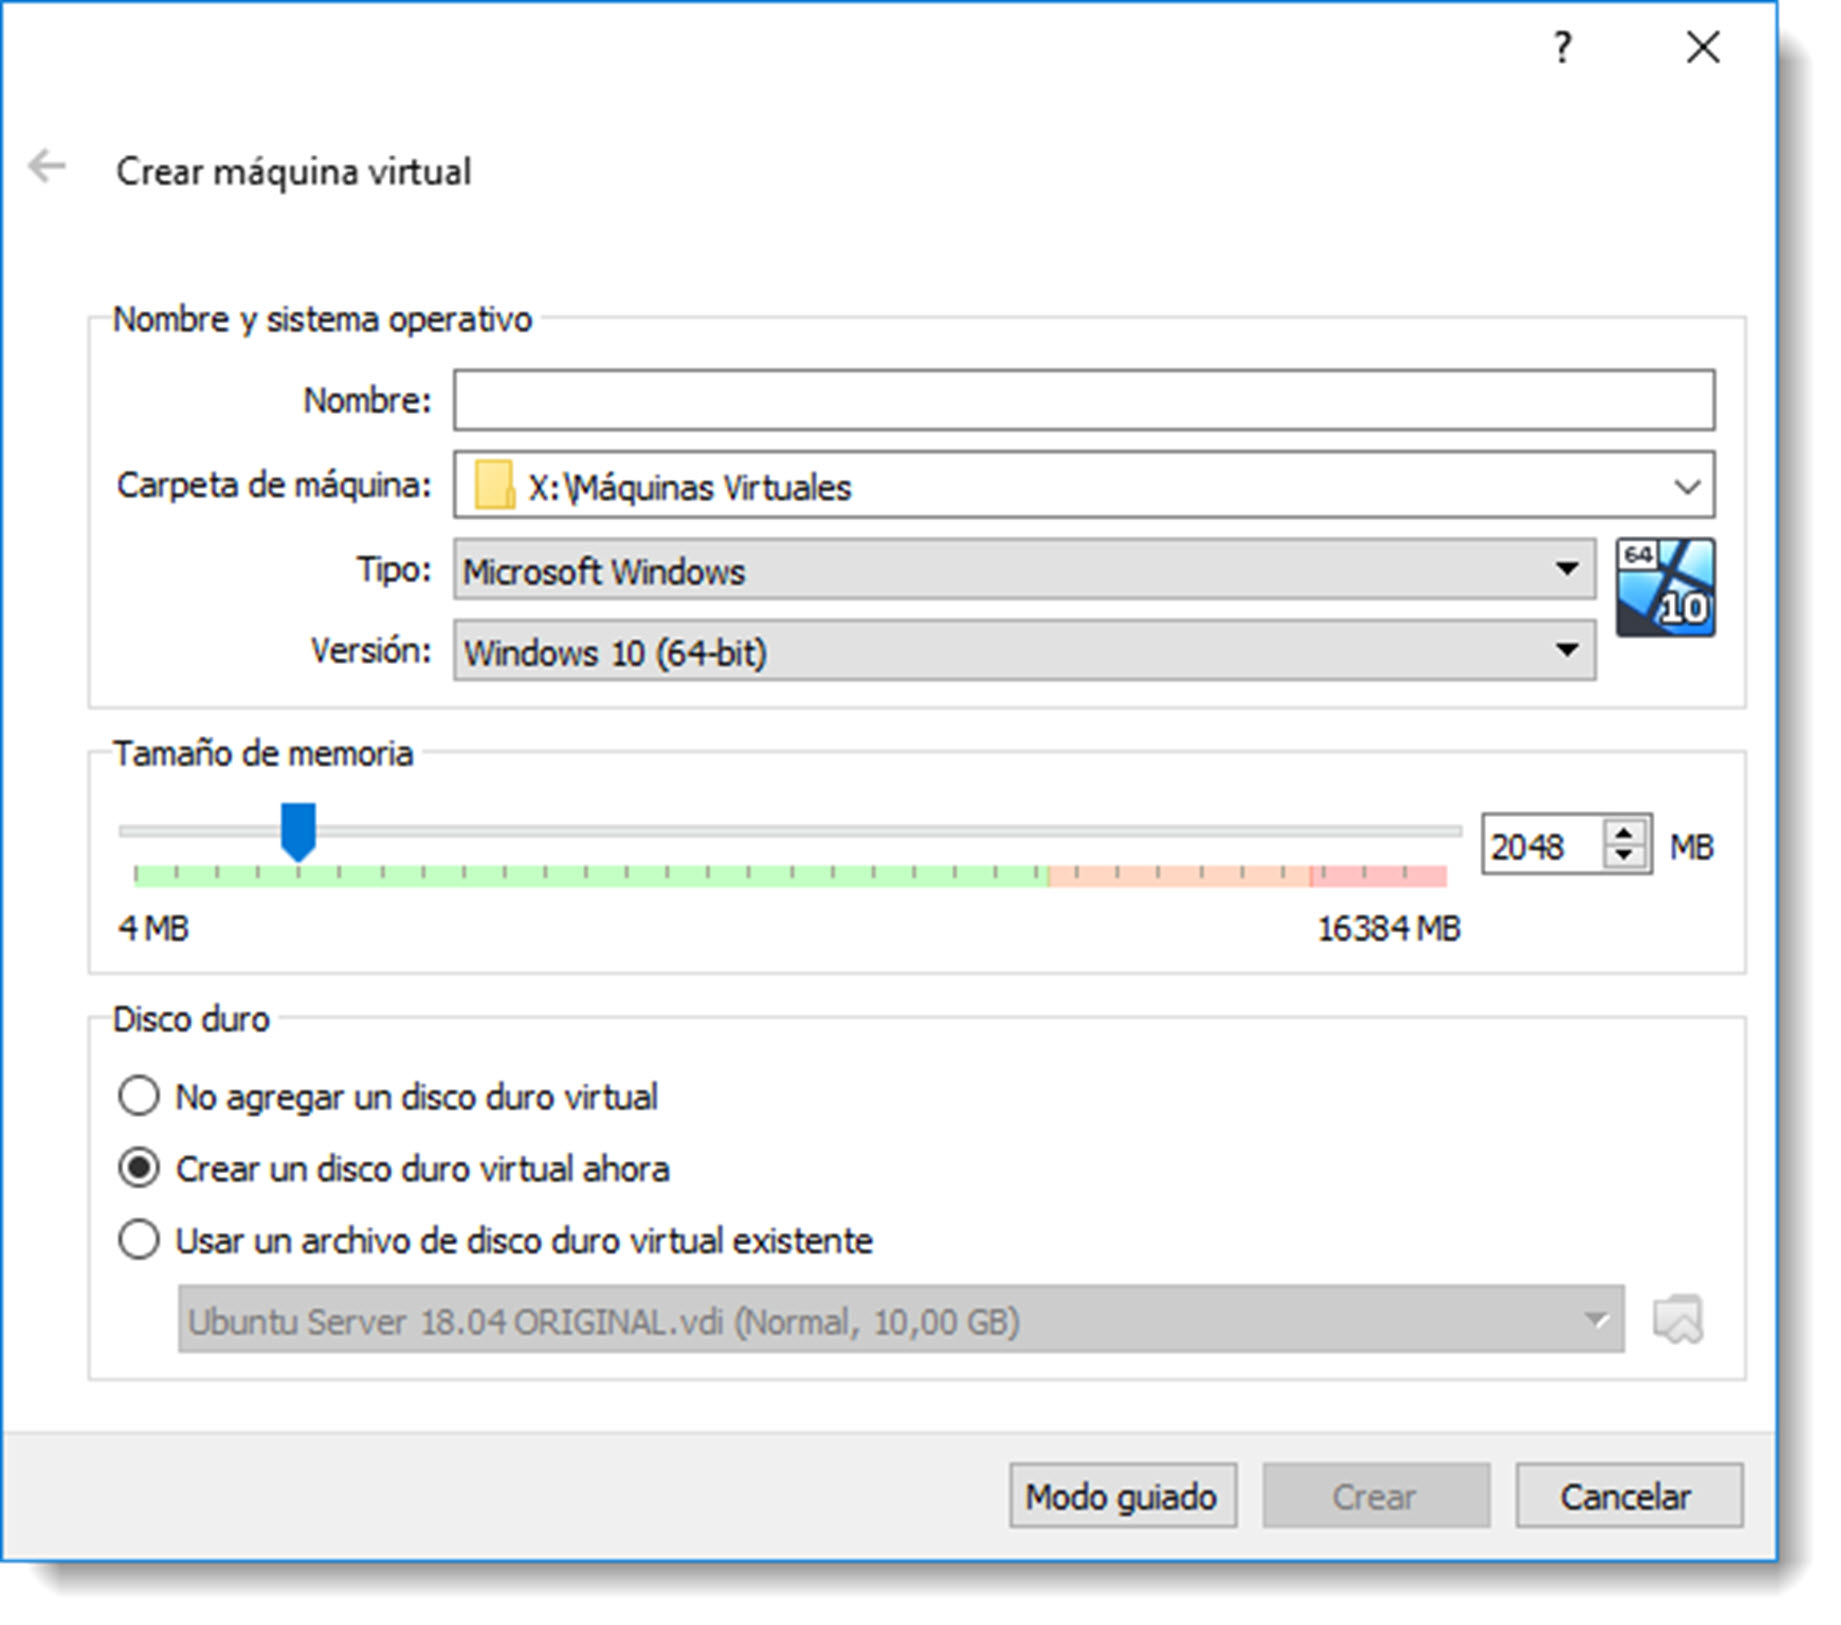 ?
Crear máquina virtual
Nombre y sistema operativo
Nombre:
Carpeta de máquina: X:\Máquinas Virtuales
Tipo: Microsoft Windows
64
10
Versión: Windows 10 (64-bit)
Tamaño de memoria
2048 MB
4 MB 16384 MB
Disco duro
No agregar un disco duro virtual
Crear un disco duro virtual ahora
Usar un archivo de disco duro virtual existente
Ubuntu Server 18.04 ORIGINAL.vdi (Normal, 10,00 GB)
Modo guiado Crear Cancelar